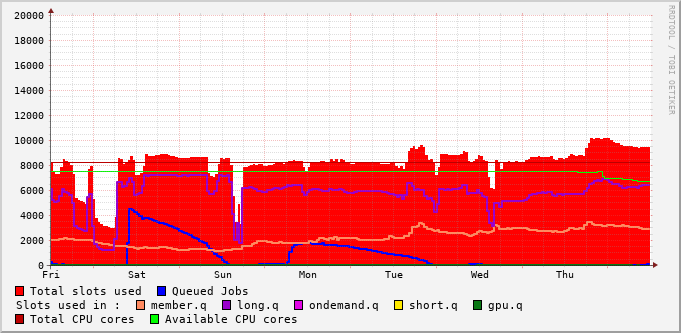 20000
18000
16000
14000
12000
10000
8000
6000
4000
2000
0
Fri Sat Sun Mon Tue Wed Thu
RRDTOOL / TOBI OETIKER
Total slots used Queued Jobs
Slots used in : member.q long.q ondemand.q short.q gpu.q
Total CPU cores Available CPU cores